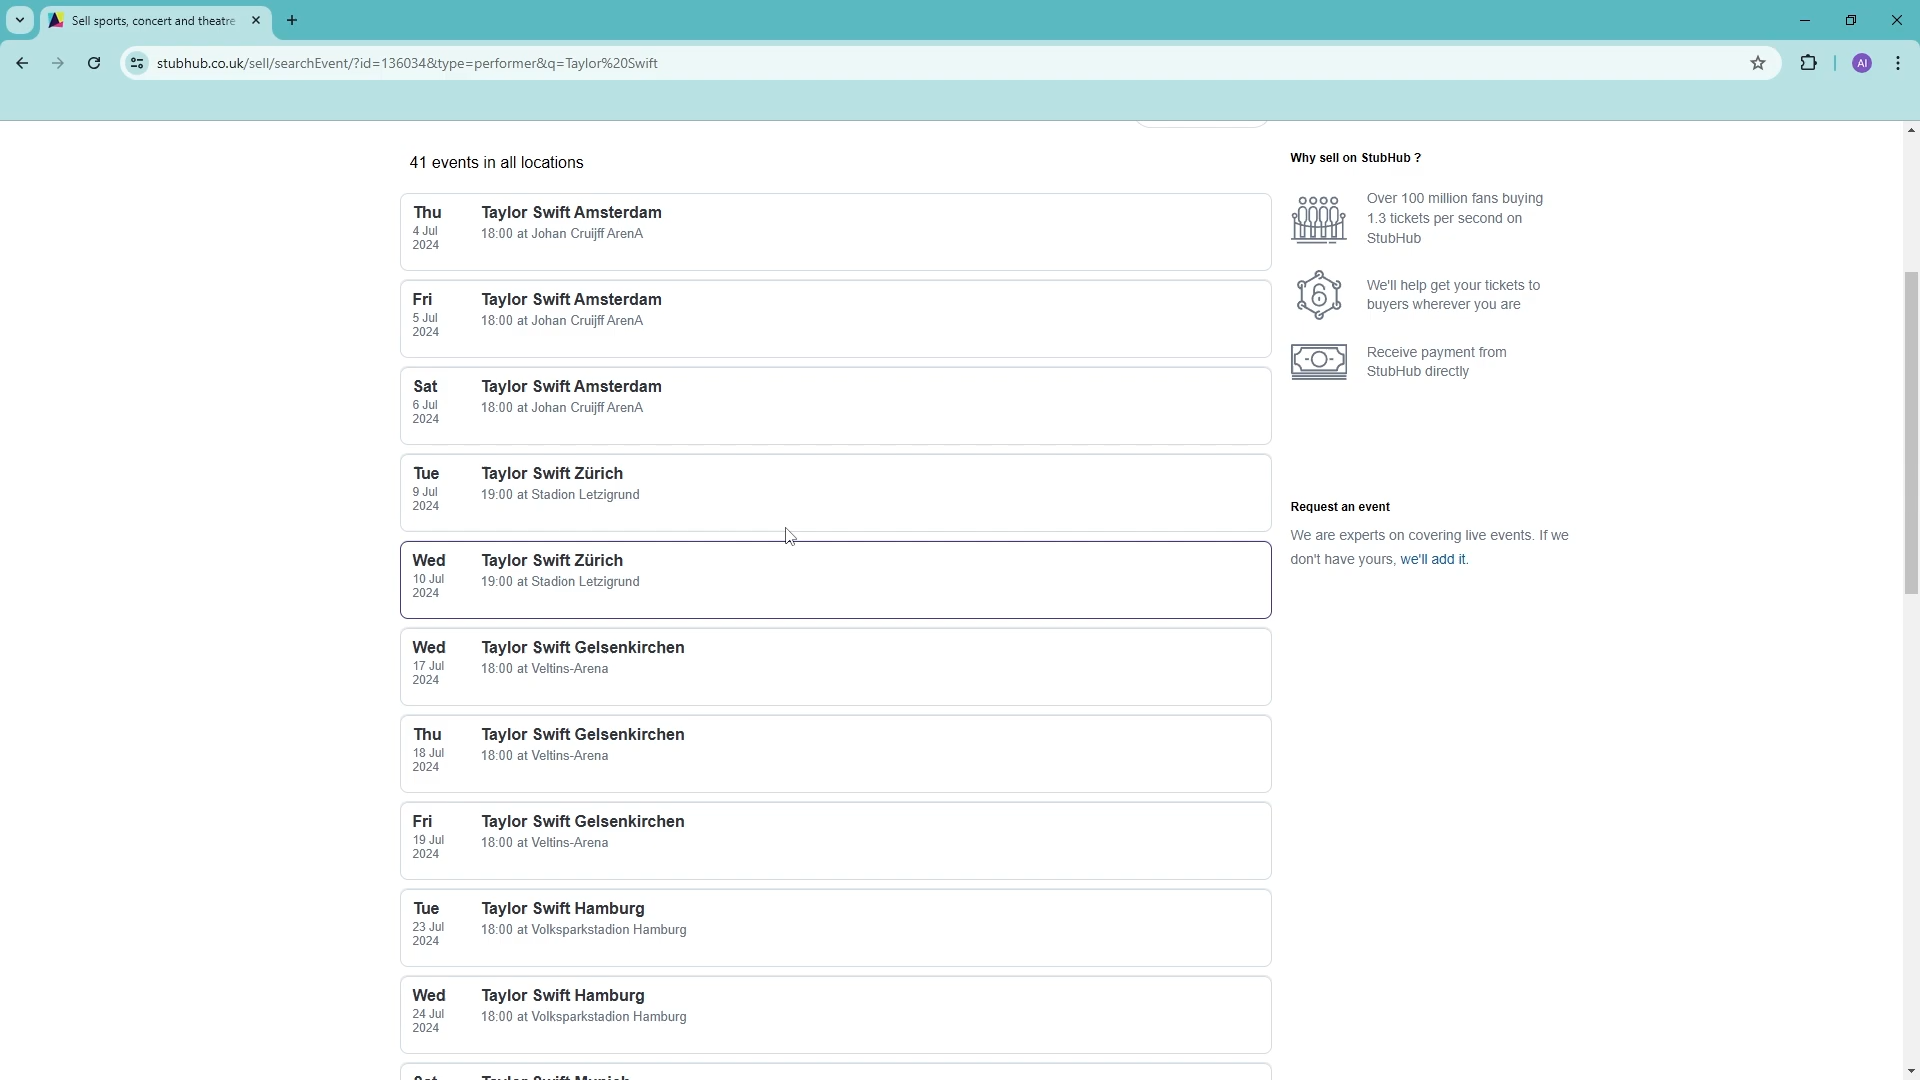 Sell sports, concert and theatre
stubhub.co.uk/sell/searchEvent/?id=136034&type=performer&q=Taylor%20Swift
AI
41 events in all locations
Thu
4 Jul
2024
Taylor Swift Amsterdam
18:00 at Johan Cruijff ArenA
Fri
5 Jul
2024
Taylor Swift Amsterdam
18:00 at Johan Cruijff ArenA
Sat
6 Jul
2024
Taylor Swift Amsterdam
18:00 at Johan Cruijff ArenA
Tue
9 Jul
2024
Taylor Swift Zürich
19:00 at Stadion Letzigrund
Wed
10 Jul
2024
Taylor Swift Zürich
19:00 at Stadion Letzigrund
Wed
17 Jul
2024
Taylor Swift Gelsenkirchen
18:00 at Veltins-Arena
Thu
18 Jul
2024
Taylor Swift Gelsenkirchen
18:00 at Veltins-Arena
Fri
19 Jul
2024
Taylor Swift Gelsenkirchen
18:00 at Veltins-Arena
Tue
23 Jul
2024
Taylor Swift Hamburg
18:00 at Volksparkstadion Hamburg
Wed
24 Jul
2024
Taylor Swift Hamburg
18:00 at Volksparkstadion Hamburg
Why sell on StubHub ?
Over 100 million fans buying
1.3 tickets per second on
StubHub
We'll help get your tickets to
buyers wherever you are
Receive payment from
StubHub directly
Request an event
We are experts on covering live events. If we
don't have yours, we'll add it.